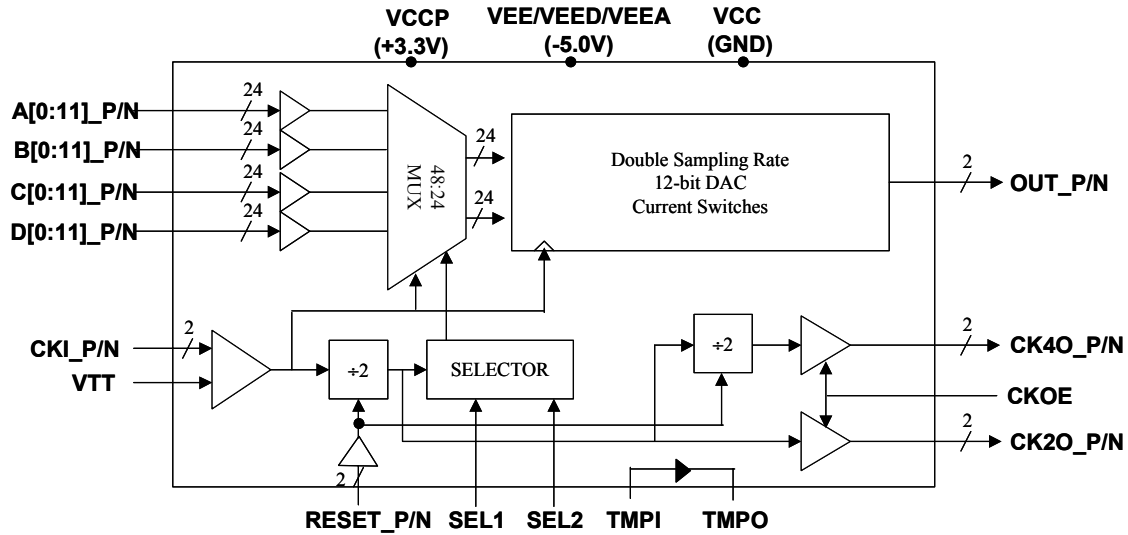 VCCP
(+3.3V)
VEE/VEED/VEEA
(-5.0V)
VCC
(GND)
A[0:11]_P/N
24
B[0:11]_P/N
24
C[0:11]_P/N
24
D[0:11]_P/N
24
48:24
MUX
24
24
Double Sampling Rate
12-bit DAC
Current Switches
2
OUT_P/N
CKI_P/N
2
VTT
÷2
SELECTOR
÷2
2
CK4O_P/N
CKOE
2
CK2O_P/N
2
RESET_P/N
SEL1
SEL2
TMPI
TMPO